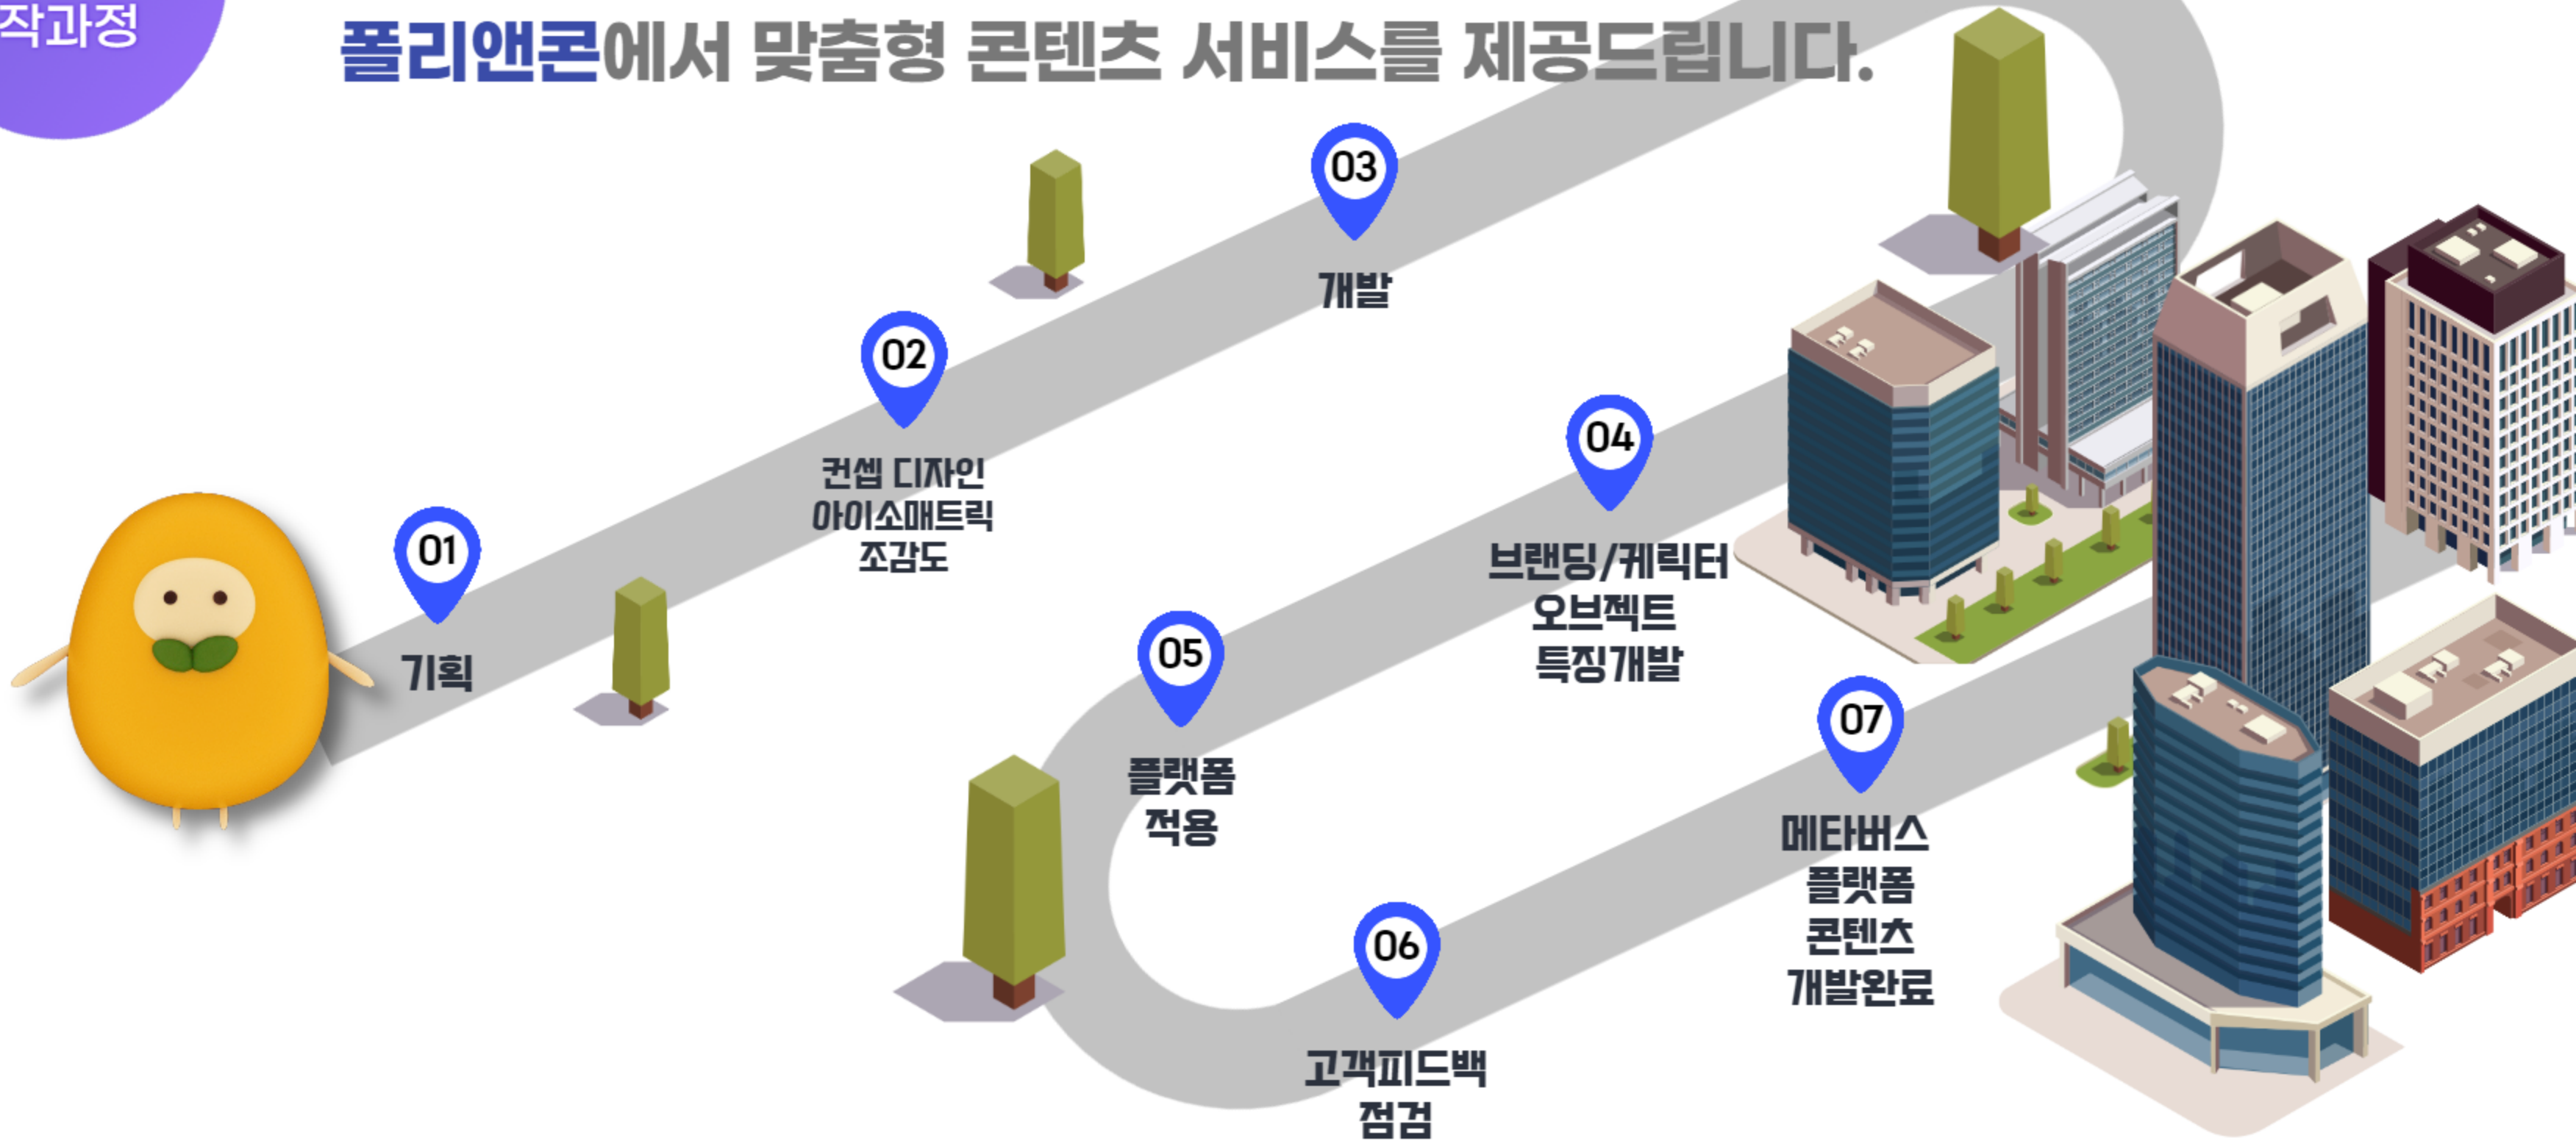 작과정
폴리앤콘에서 맞춤형 콘텐츠 서비스를 제공드립니다.
01
기획
02
컨셉 디자인
아이소매트릭
조감도
03
개발
04
브랜딩/케릭터
오브젝트
특징개발
05
플랫폼
적용
06
고객피드백
점검
07
메타버스
플랫폼
콘텐츠
개발완료